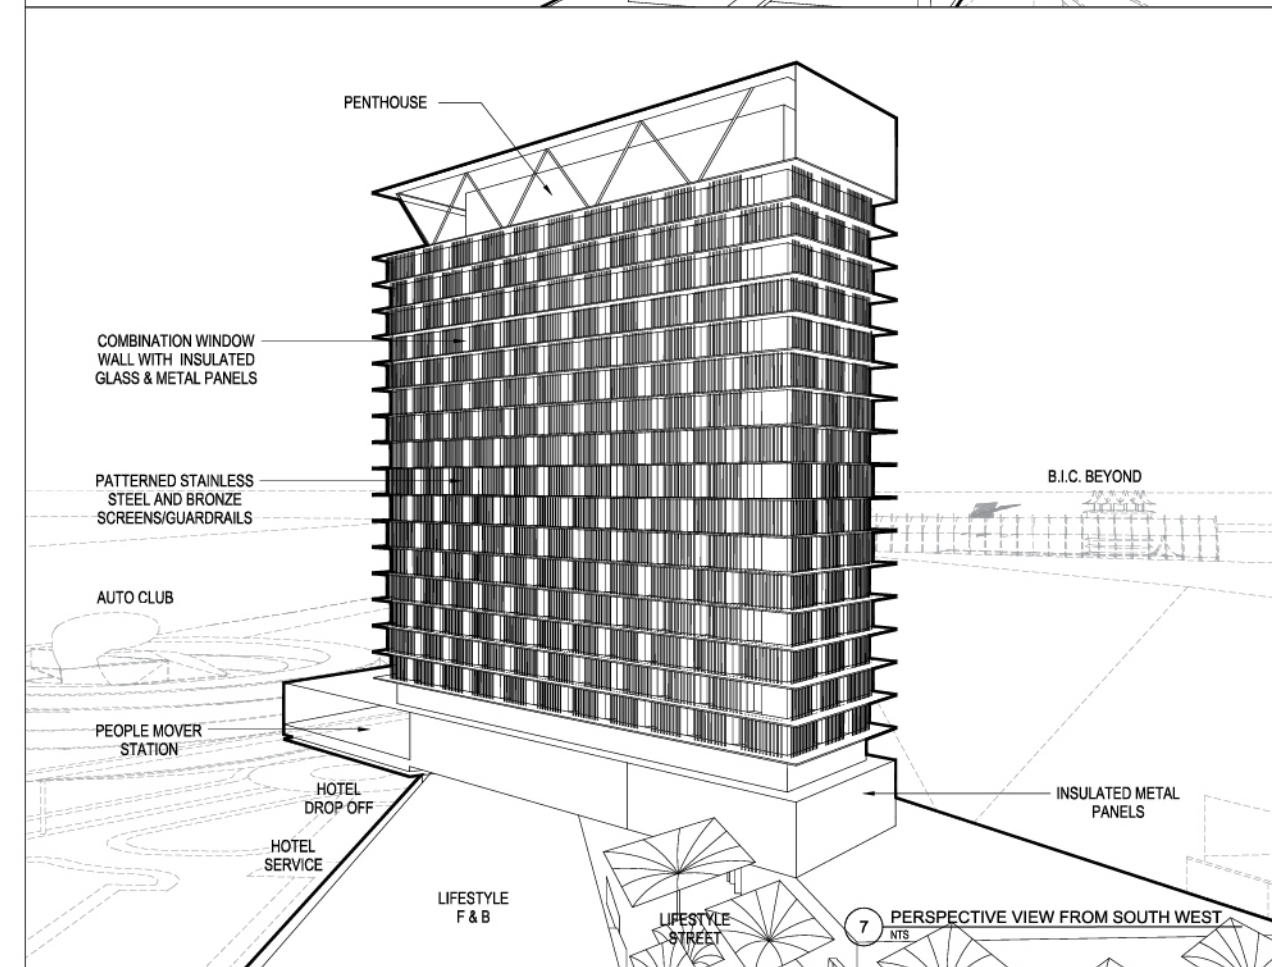 PENTHOUSE
COMBINATION WINDOW
WALL WITH INSULATED
GLASS & METAL PANELS
PATTERNED STAINLESS
STEEL AND BRONZE
SCREENS/GUARDRAILS
B.I.C. BEYOND
AUTO CLUB
PEOPLE MOVER
STATION
HOTEL
DROP OFF
INSULATED METAL
PANELS
HOTEL
SERVICE
LIFESTYLE
F & B
LIFESTYLE
STREET
7 PERSPECTIVE VIEW FROM SOUTH WEST
NTS